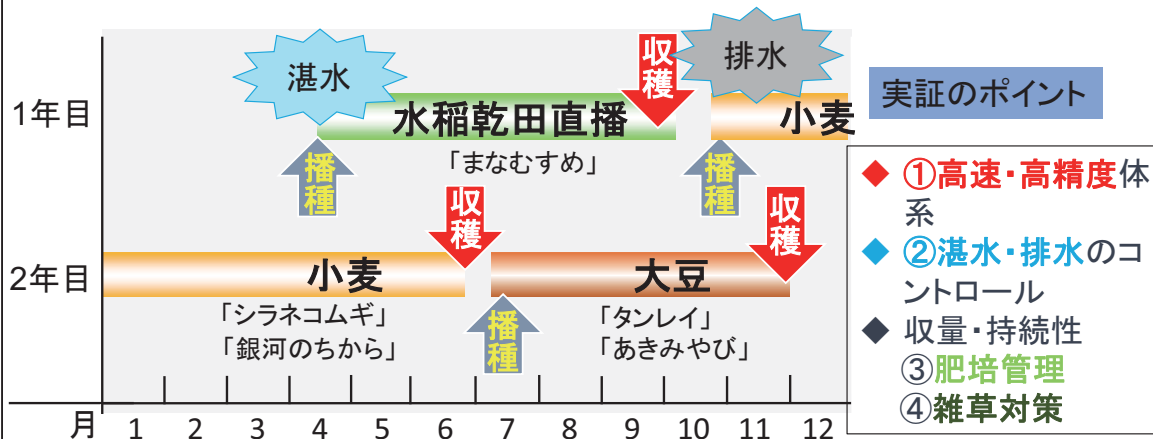 湛水
収穫
排水
実証のポイント
1年目
水稲乾田直播
小麦
播種
「まなむすめ」
播種
◆ ①高速・高精度体
系
◆ ②湛水・排水のコ
ントロール
◆ 収量・持続性
③肥培管理
④雑草対策
収穫
収穫
2年目
小麦
大豆
「シラネコムギ」
「銀河のちから」
播種
「タンレイ」
「あきみやび」
月 1 2 3 4 5 6 7 8 9 10 11 12